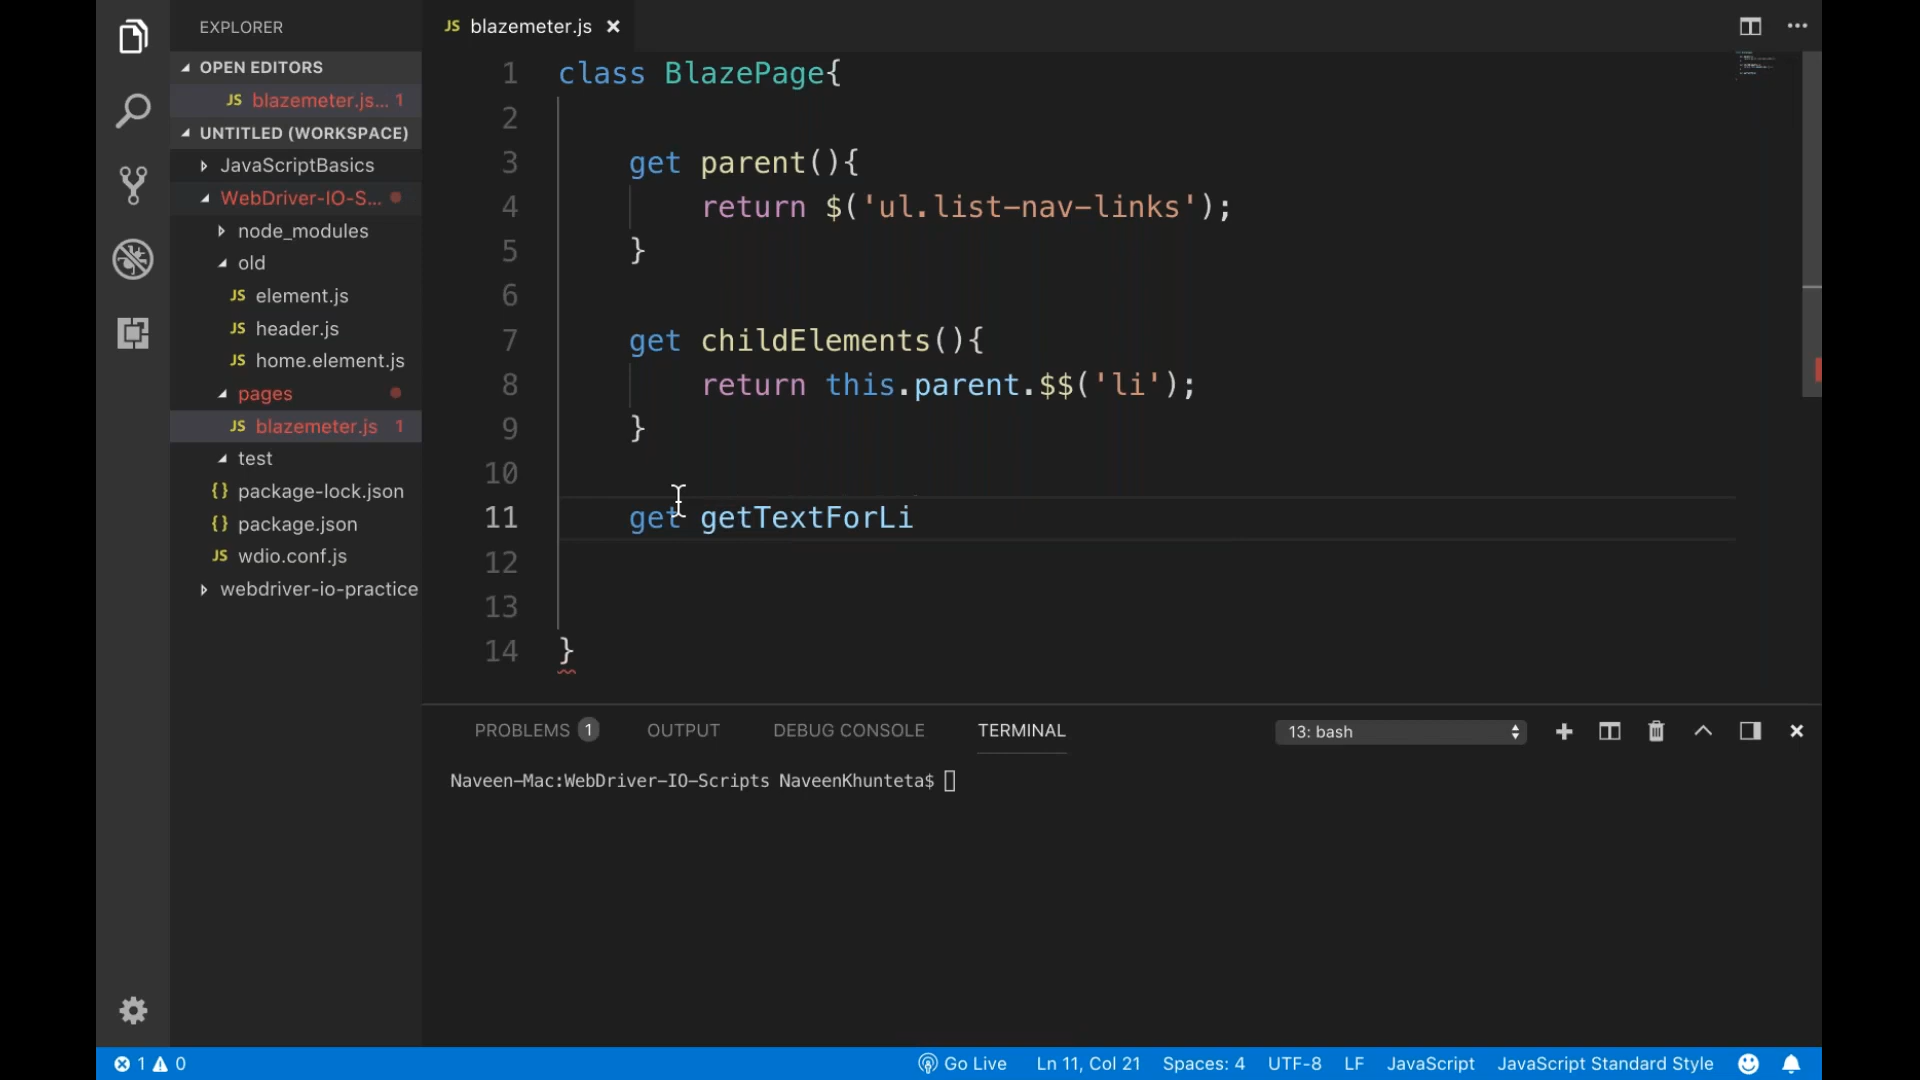 EXPLORER
OPEN EDITORS
JS blazemeter.js... 1
UNTITLED (WORKSPACE)
JavaScriptBasics
WebDriver-IO-S...
node_modules
old
JS element.js
JS header.js
JS home.element.js
pages
JS blazemeter.js 1
test
{} package-lock.json
{} package.json
JS wdio.conf.js
webdriver-io-practice
JS blazemeter.js
1 class BlazePage{
2
3 get parent(){
4 return $('ul.list-nav-links');
5 }
6
7 get childElements(){
8 return this.parent.$$('li');
9 }
10
11 get getTextForLi
12
13
14 }
PROBLEMS 1 OUTPUT DEBUG CONSOLE TERMINAL 13: bash
Naveen-Mac:WebDriver-IO-Scripts NaveenKhunteta$
1 0 Go Live Ln 11, Col 21 Spaces: 4 UTF-8 LF JavaScript JavaScript Standard Style